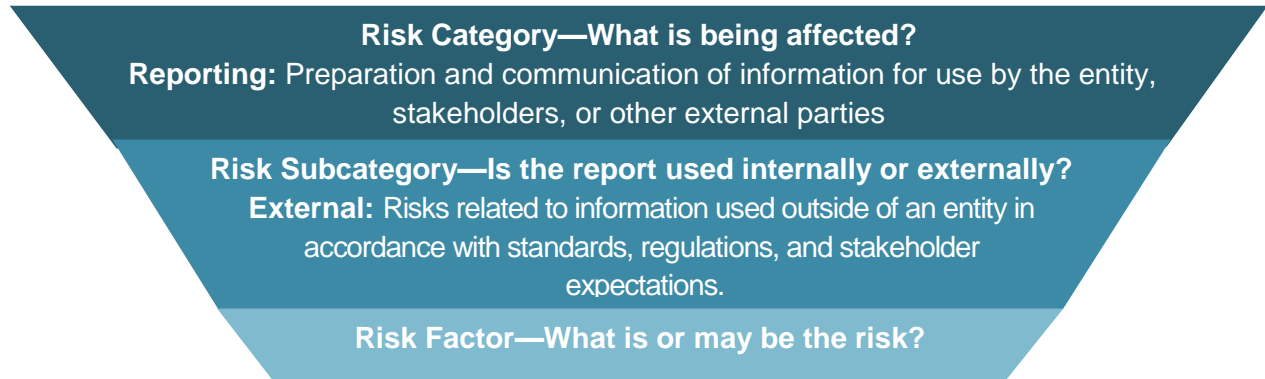 Risk Category—What is being affected?
Reporting: Preparation and communication of information for use by the entity,
stakeholders, or other external parties
Risk Subcategory—Is the report used internally or externally?
External: Risks related to information used outside of an entity in
accordance with standards, regulations, and stakeholder
expectations.
Risk Factor—What is or may be the risk?